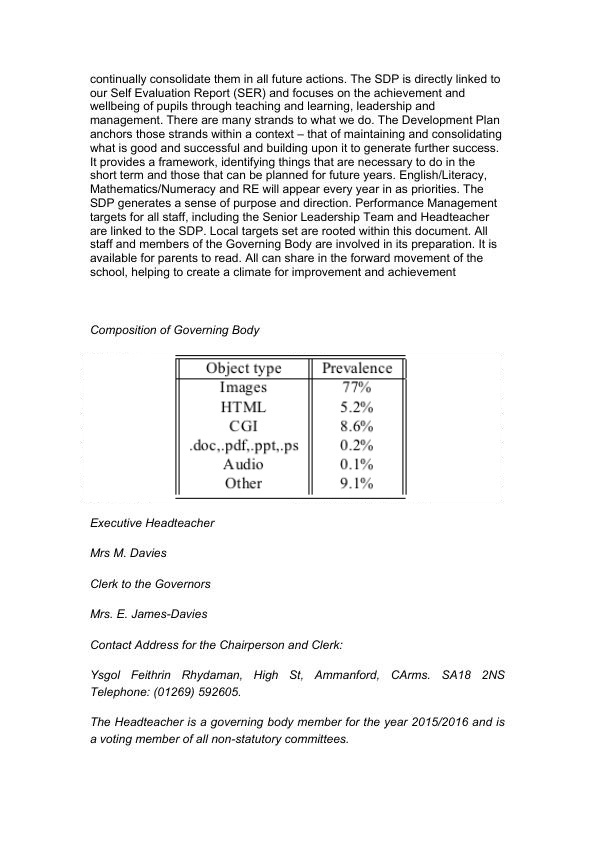 continually consolidate them in all future actions. The SDP is directly linked to
our Self Evaluation Report (SER) and focuses on the achievement and
wellbeing of pupils through teaching and learning, leadership and
management. There are many strands to what we do. The Development Plan
anchors those strands within a context – that of maintaining and consolidating
what is good and successful and building upon it to generate further success.
It provides a framework, identifying things that are necessary to do in the
short term and those that can be planned for future years. English/Literacy,
Mathematics/Numeracy and RE will appear every year in as priorities. The
SDP generates a sense of purpose and direction. Performance Management
targets for all staff, including the Senior Leadership Team and Headteacher
are linked to the SDP. Local targets set are rooted within this document. All
staff and members of the Governing Body are involved in its preparation. It is
available for parents to read. All can share in the forward movement of the
school, helping to create a climate for improvement and achievement
Composition of Governing Body
Object type Prevalence
Images 77%
HTML 5.2%
CGI 8.6%
.doc,.pdf,.ppt,.ps 0.2%
Audio 0.1%
Other 9.1%
Executive Headteacher
Mrs M. Davies
Clerk to the Governors
Mrs. E. James-Davies
Contact Address for the Chairperson and Clerk:
Ysgol Feithrin Rhydaman, High St, Ammanford, CArms. SA18 2NS
Telephone: (01269) 592605.
The Headteacher is a governing body member for the year 2015/2016 and is
a voting member of all non-statutory committees.